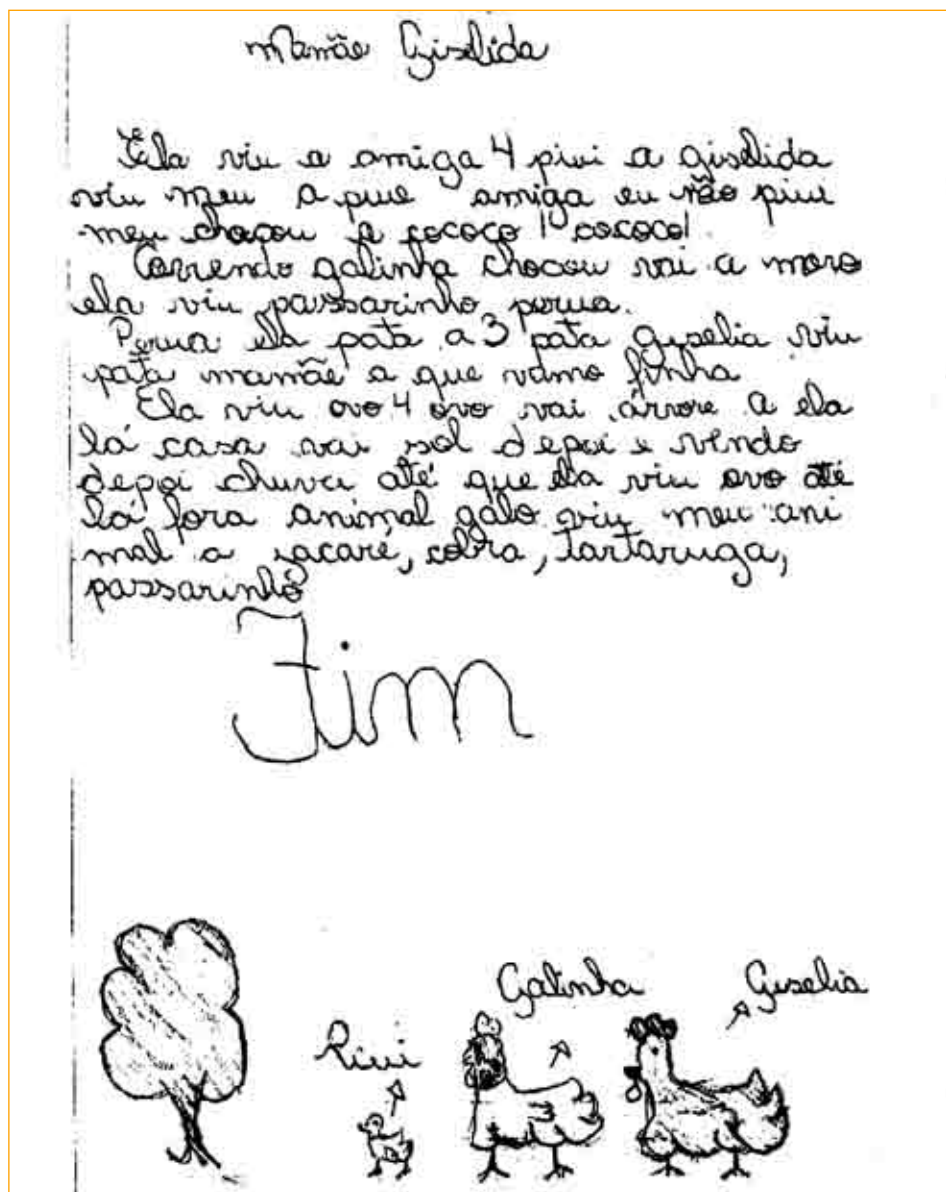 Mamãe Giselida
Ela viu a amiga 4 piui a giselida
viu meu a pue amiga eu não piui
meu chocou a cococo! cococo!
Correndo galinha chocou vai a moro
ela viu passarinho perua.
Perua ela pata a 3 pata Giselia viu
pata mamãe a que vamo finha
Ela viu ovo 4 ovo vai árvore a ela
lá casa vai sol depoi e vindo
depoi chuva até que ela viu ovo até
lá fora animal galo viu meu ani
mal a jacaré, cobra, tartaruga,
passarinho
Fim
Galinha Giselia
Piui